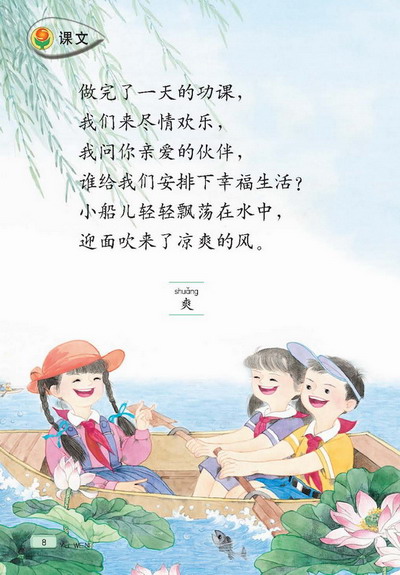 课文
做完了一天的功课，
我们来尽情欢乐，
我问你亲爱的伙伴，
谁给我们安排下幸福生活？
小船儿轻轻飘荡在水中，
迎面吹来了凉爽的风。
shuǎng
爽
8 YU WEN